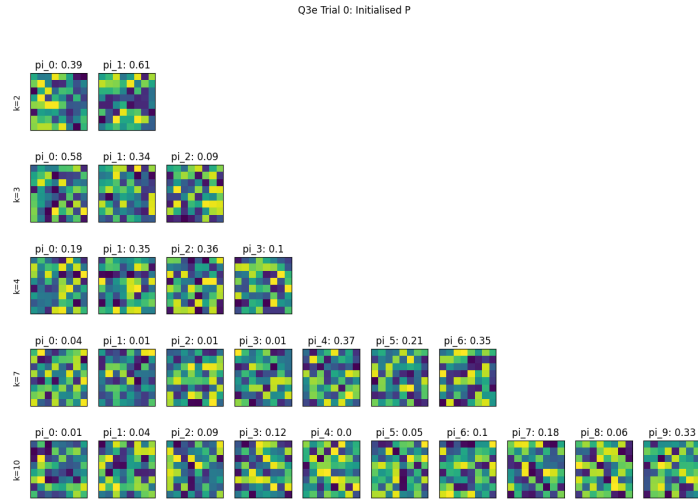 Q3e Trial 0: Initialised P
pi_0: 0.39 pi_1: 0.61
k=2
pi_0: 0.58 pi_1: 0.34 pi_2: 0.09
k=3
pi_0: 0.19 pi_1: 0.35 pi_2: 0.36 pi_3: 0.1
k=4
pi_0: 0.04 pi_1: 0.01 pi_2: 0.01 pi_3: 0.01 pi_4: 0.37 pi_5: 0.21 pi_6: 0.35
k=7
pi_0: 0.01 pi_1: 0.04 pi_2: 0.09 pi_3: 0.12 pi_4: 0.0 pi_5: 0.05 pi_6: 0.1 pi_7: 0.18 pi_8: 0.06 pi_9: 0.33
k=10